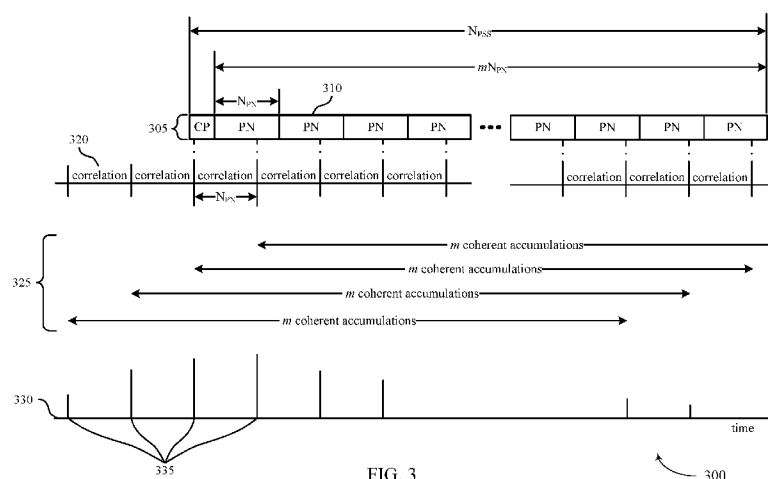 N_PSS
mN_PN
310
N_PN
305
CP PN PN PN PN ••• PN PN PN PN
320
correlation correlation correlation correlation correlation correlation correlation correlation correlation
N_PN
m coherent accumulations
m coherent accumulations
325
m coherent accumulations
m coherent accumulations
330
time
335
FIG. 3
300